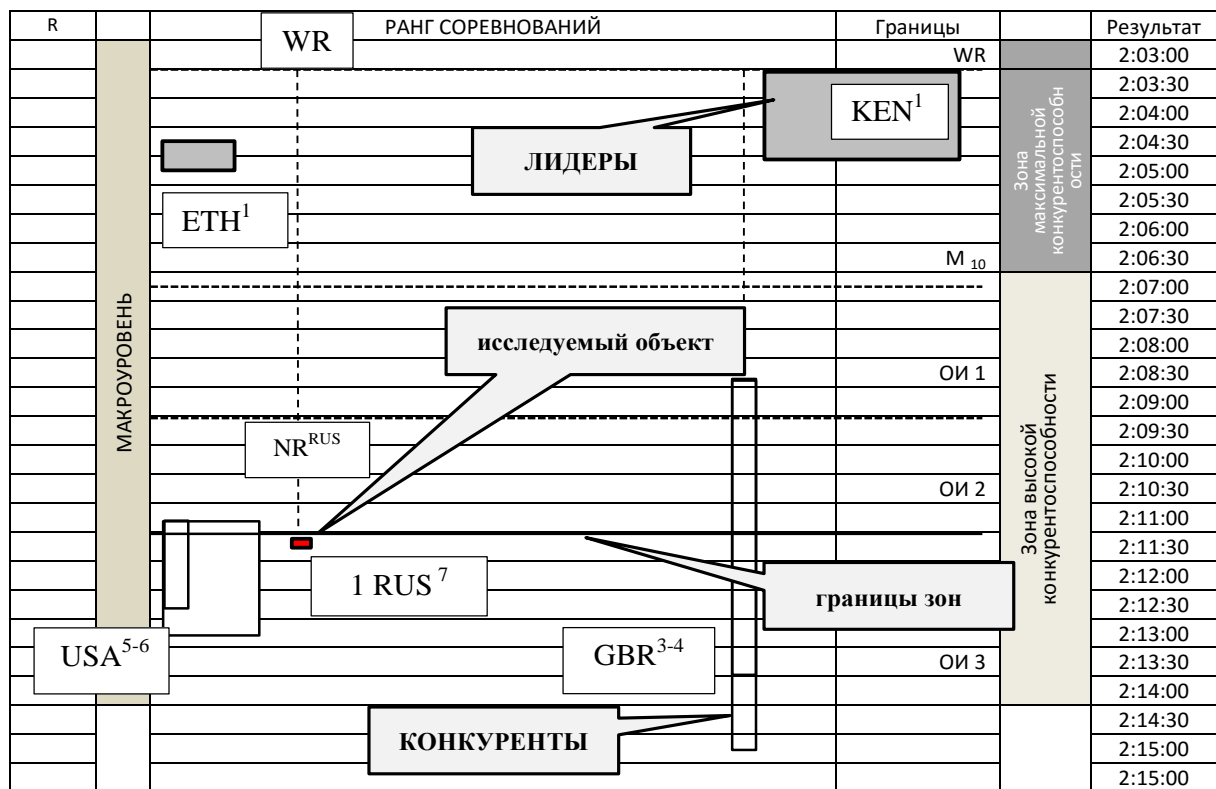 R РАНГ СОРЕВНОВАНИЙ Границы Результат
WR
WR 2:03:00
2:03:30
KEN1
2:04:00
2:04:30
ЛИДЕРЫ
2:05:00
2:05:30
ETH1
2:06:00
М 10 2:06:30
Зона
максимальной
конкурентоспособн
ости
2:07:00
2:07:30
исследуемый объект
2:08:00
ОИ 1 2:08:30
2:09:00
МАКРОУРОВЕНЬ
NRRUS
2:09:30
2:10:00
ОИ 2 2:10:30
2:11:00
2:11:30
Зона высокой
конкурентоспособности
1 RUS 7
2:12:00
границы зон
2:12:30
2:13:00
USA5-6
GBR3-4
ОИ 3 2:13:30
2:14:00
2:14:30
КОНКУРЕНТЫ
2:15:00
2:15:00